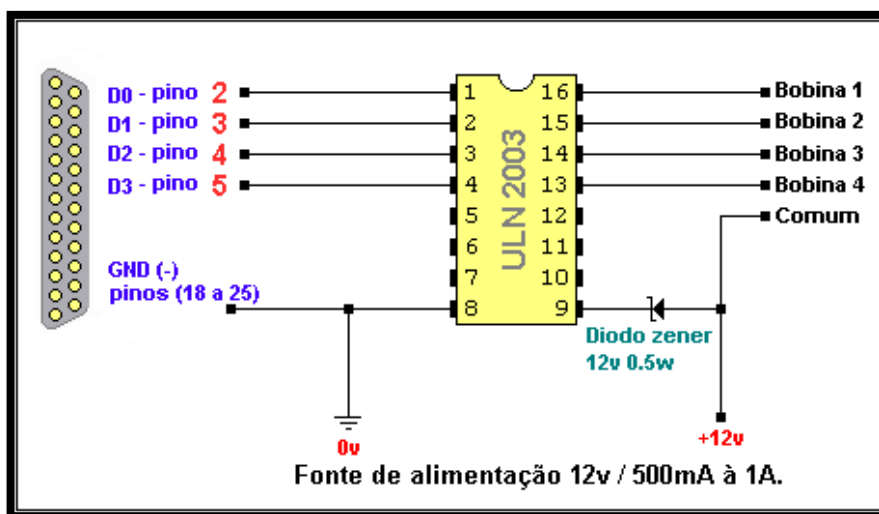 D0 - pino 2
D1 - pino 3
D2 - pino 4
D3 - pino 5
GND (-)
pinos (18 a 25)
0v
1 16
2 15
3 14
4 13
5 12
6 11
7 10
8 9
ULN 2003
Bobina 1
Bobina 2
Bobina 3
Bobina 4
Comum
Diodo zener
12v 0.5w
+12v
Fonte de alimentação 12v / 500mA à 1A.